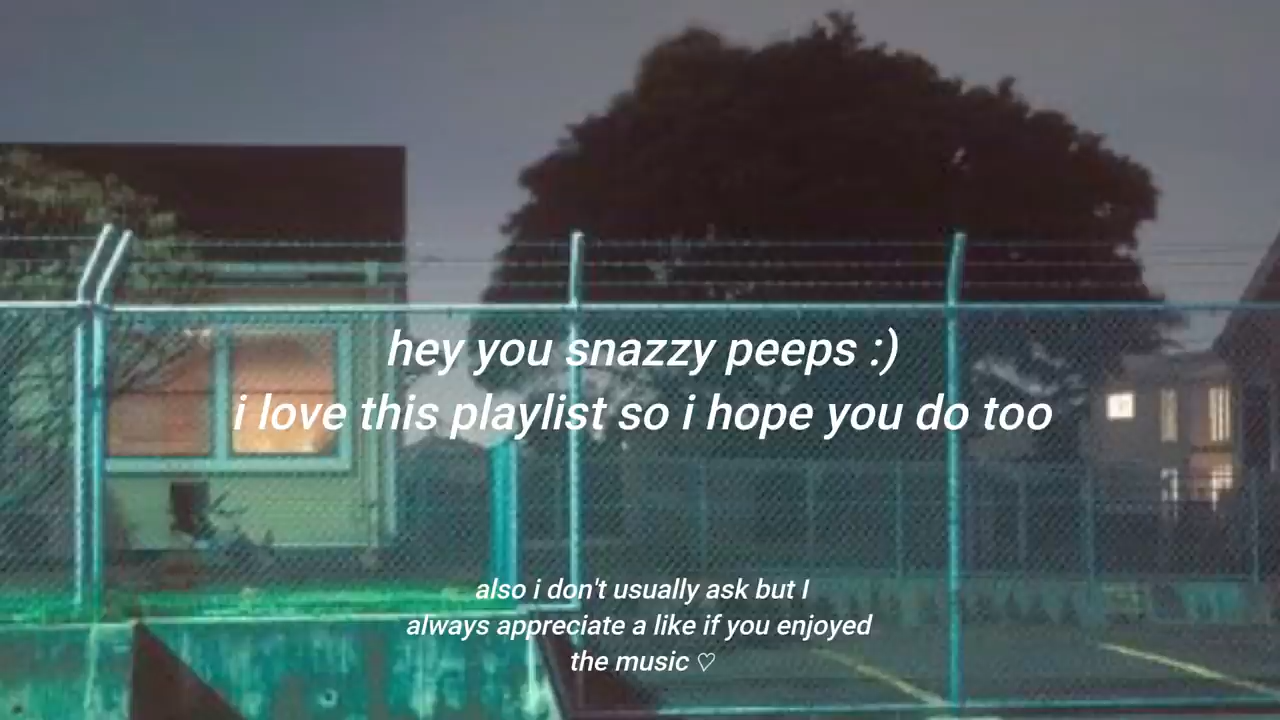 hey you snazzy peeps :)
i love this playlist so i hope you do too
also i don't usually ask but I
always appreciate a like if you enjoyed
the music ♡